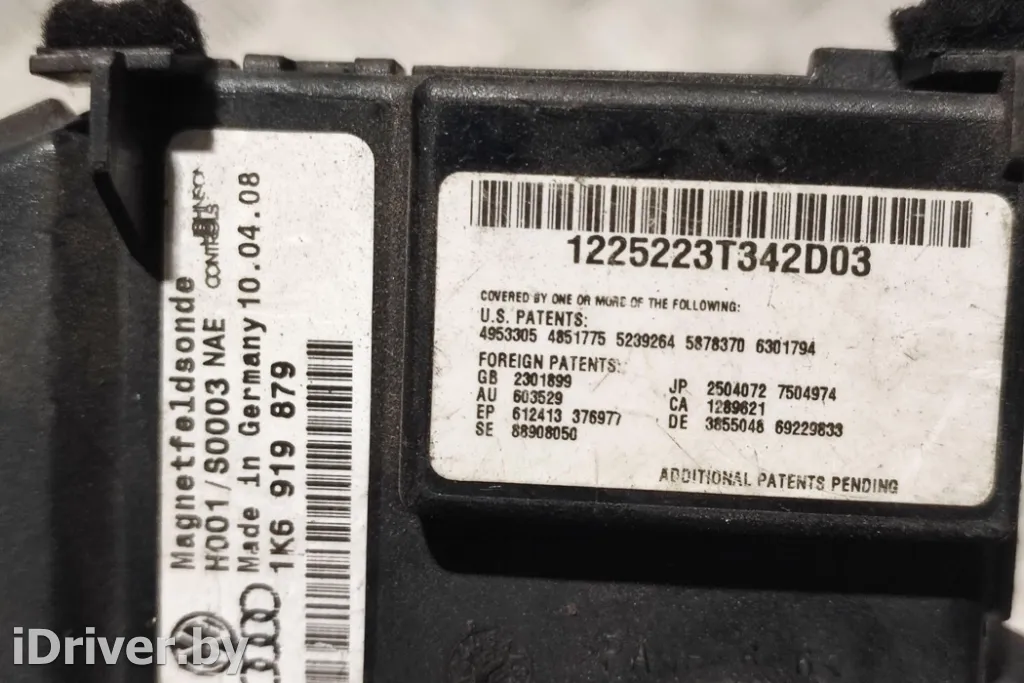 Magnetfeldsonde
CONTROLS
H001/S0003 NAE
Made in Germany 10.04.08
1K6 919 879
1225223T342D03
COVERED BY ONE OR MORE OF THE FOLLOWING:
U.S. PATENTS:
4953305 4851775 5239264 5878370 6301794
FOREIGN PATENTS:
GB 2301899
AU 603529
EP 612413 376977
SE 88908050
JP 2504072 7504974
CA 1289621
DE 3855048 69229833
ADDITIONAL PATENTS PENDING
iDriver.by